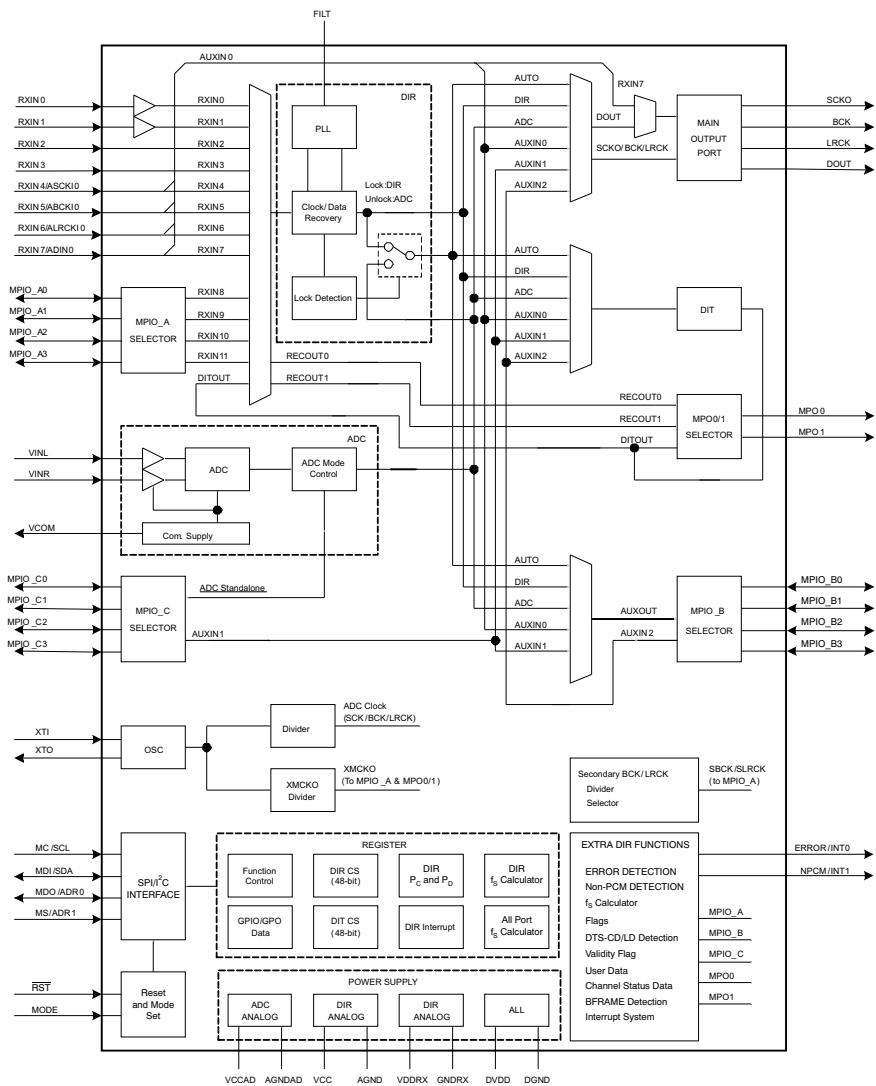 FILT
AUXIN 0
RXIN 0
RXIN 1
RXIN 2
RXIN 3
RXIN 4/ASCKI0
RXIN 5/ABCKI0
RXIN 6/ALRCKI0
RXIN 7/ADIN0
RXIN0
RXIN1
RXIN2
RXIN3
RXIN4
RXIN5
RXIN6
RXIN7
MPIO_A0
MPIO_A1
MPIO_A2
MPIO_A3
MPIO_A
SELECTOR
RXIN8
RXIN9
RXIN10
RXIN11
DITOUT
DIR
PLL
Clock/Data
Recovery
Lock:DIR
Unlock:ADC
Lock Detection
RECOUT0
RECOUT1
AUTO
DIR
ADC
AUXIN0
AUXIN1
AUXIN2
RXIN7
DOUT
SCKO/BCK/LRCK
MAIN
OUTPUT
PORT
SCKO
BCK
LRCK
DOUT
AUTO
DIR
ADC
AUXIN0
AUXIN1
AUXIN2
DIT
RECOUT0
RECOUT1
DITOUT
MPO0/1
SELECTOR
MPO 0
MPO 1
VINL
VINR
VCOM
ADC
ADC
ADC Mode
Control
Com. Supply
MPIO_C0
MPIO_C1
MPIO_C2
MPIO_C3
MPIO_C
SELECTOR
ADC Standalone
AUXIN1
AUTO
DIR
ADC
AUXIN0
AUXIN1
AUXOUT
AUXIN 2
MPIO_B
SELECTOR
MPIO_B0
MPIO_B1
MPIO_B2
MPIO_B3
XTI
XTO
OSC
Divider
ADC Clock
(SCK/BCK/LRCK)
XMCKO
Divider
XMCKO
(To MPIO_A & MPO0/1)
Secondary BCK/LRCK
Divider
Selector
SBCK/SLRCK
(to MPIO_A)
MC/SCL
MDI/SDA
MDO/ADR0
MS/ADR1
SPI/I2C
INTERFACE
REGISTER
Function
Control
DIR CS
(48-bit)
DIR
PC and PD
DIR
fS Calculator
GPIO/GPO
Data
DIT CS
(48-bit)
DIR Interrupt
All Port
fS Calculator
RST
MODE
Reset
and Mode
Set
POWER SUPPLY
ADC
ANALOG
DIR
ANALOG
DIR
ANALOG
ALL
VCCAD
AGNDAD
VCC
AGND
VDDRX
GNDRX
DVDD
DGND
EXTRA DIR FUNCTIONS
ERROR DETECTION
Non-PCM DETECTION
fS Calculator
Flags
DTS-CD/LD Detection
Validity Flag
User Data
Channel Status Data
BFRAME Detection
Interrupt System
ERROR/INT0
NPCM/INT1
MPIO_A
MPIO_B
MPIO_C
MPO0
MPO1